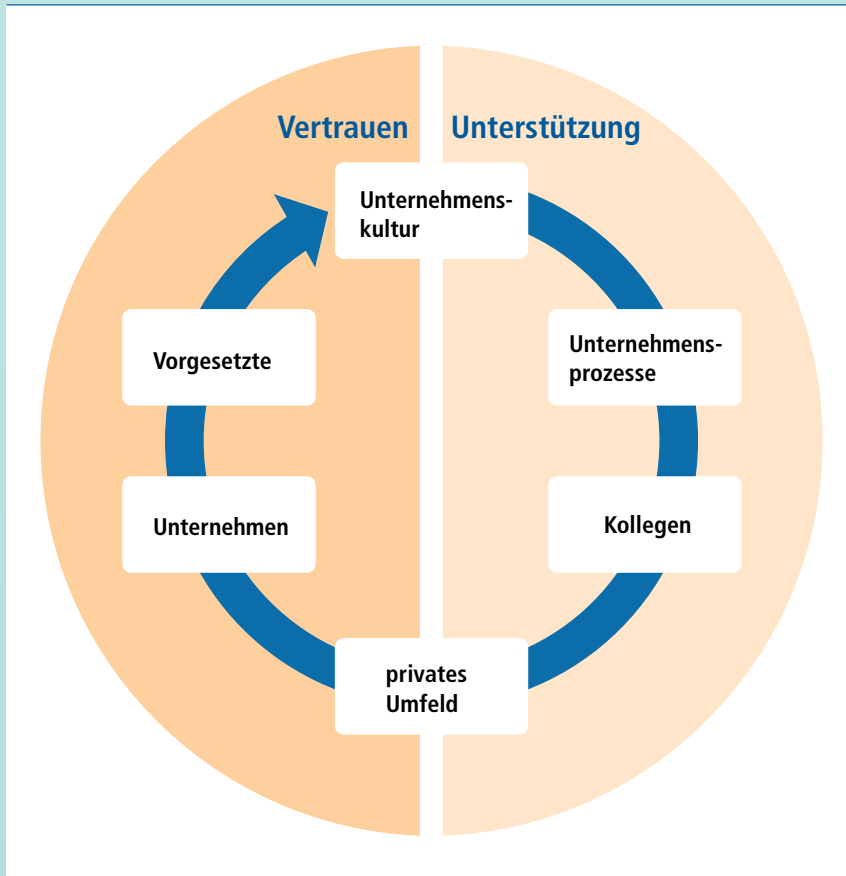 Vertrauen
Unterstützung
Unternehmens-
kultur
Vorgesetzte
Unternehmens-
prozesse
Unternehmen
Kollegen
privates
Umfeld